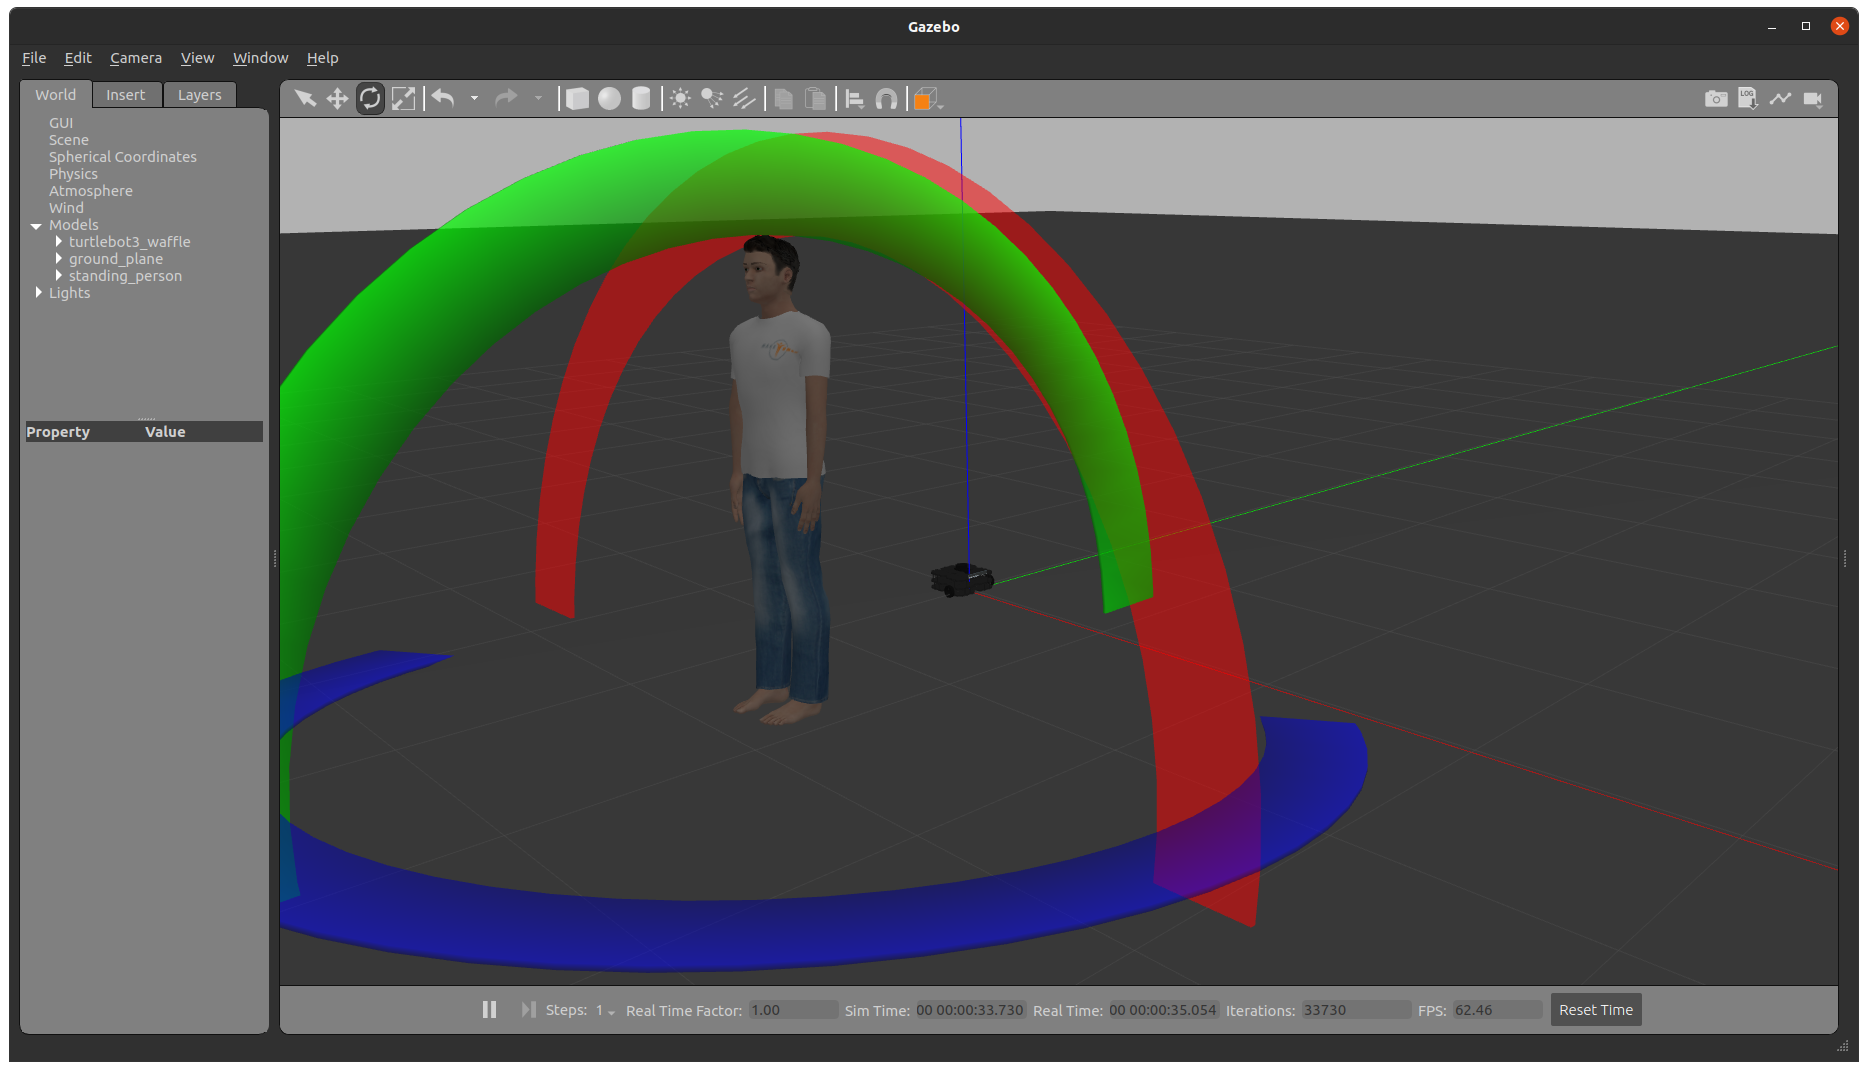 Gazebo
File Edit Camera View Window Help
World Insert Layers
GUI
Scene
Spherical Coordinates
Physics
Atmosphere
Wind
Models
turtlebot3_waffle
ground_plane
standing_person
Lights
Property Value
LOG
Steps: 1 Real Time Factor: 1.00 Sim Time: 00 00:00:33.730 Real Time: 00 00:00:35.054 Iterations: 33730 FPS: 62.46 Reset Time